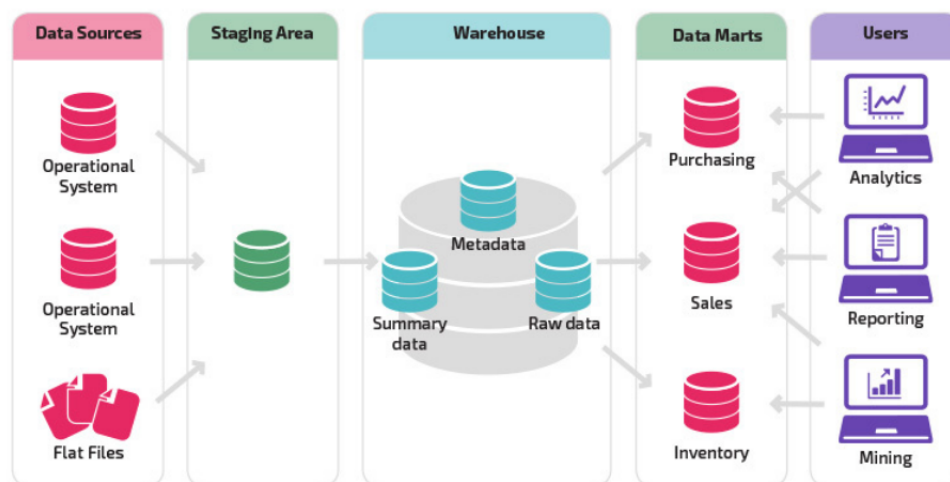 Data Sources
Staging Area
Warehouse
Data Marts
Users
Operational
System
Operational
System
Flat Files
Metadata
Summary
data
Raw data
Purchasing
Sales
Inventory
Analytics
Reporting
Mining